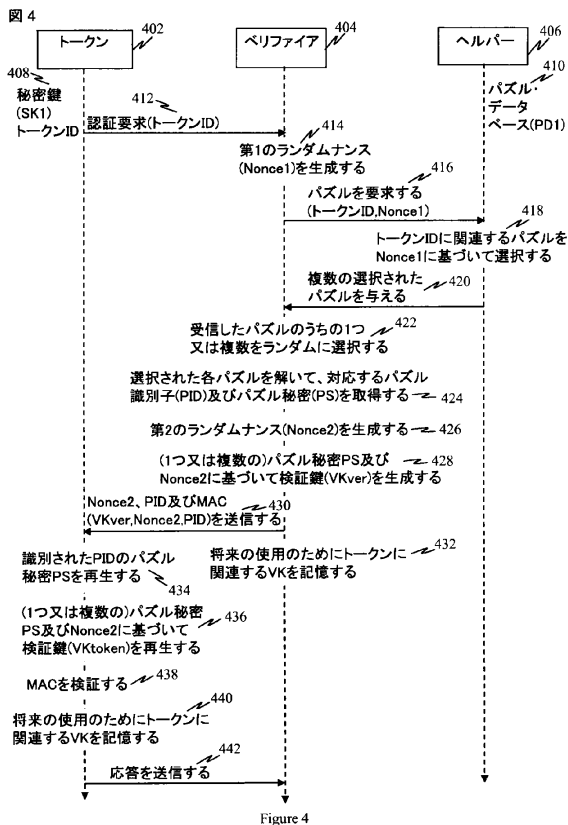 図4
トークン
402
ベリファイア
404
ヘルパー
406
408
秘密鍵
(SK1)
トークンID
410
パズル・
データ
ベース(PD1)
412
認証要求(トークンID)
414
第1のランダムナンス
(Nonce1)を生成する
416
パズルを要求する
(トークンID,Nonce1)
418
トークンIDに関連するパズルを
Nonce1に基づいて選択する
複数の選択された
パズルを与える
420
受信したパズルのうちの1つ
又は複数をランダムに選択する
422
選択された各パズルを解いて、対応するパズル
識別子(PID)及びパズル秘密(PS)を取得する
424
第2のランダムナンス(Nonce2)を生成する
426
(1つ又は複数の)パズル秘密PS及び
Nonce2に基づいて検証鍵(VKver)を生成する
428
Nonce2、PID及びMAC
(VKver,Nonce2,PID)を送信する
430
将来の使用のためにトークンに
関連するVKを記憶する
432
識別されたPIDのパズル
秘密PSを再生する
434
(1つ又は複数の)パズル秘密
PS及びNonce2に基づいて
検証鍵(VKtoken)を再生する
436
MACを検証する
438
440
将来の使用のためにトークンに
関連するVKを記憶する
442
応答を送信する
Figure 4